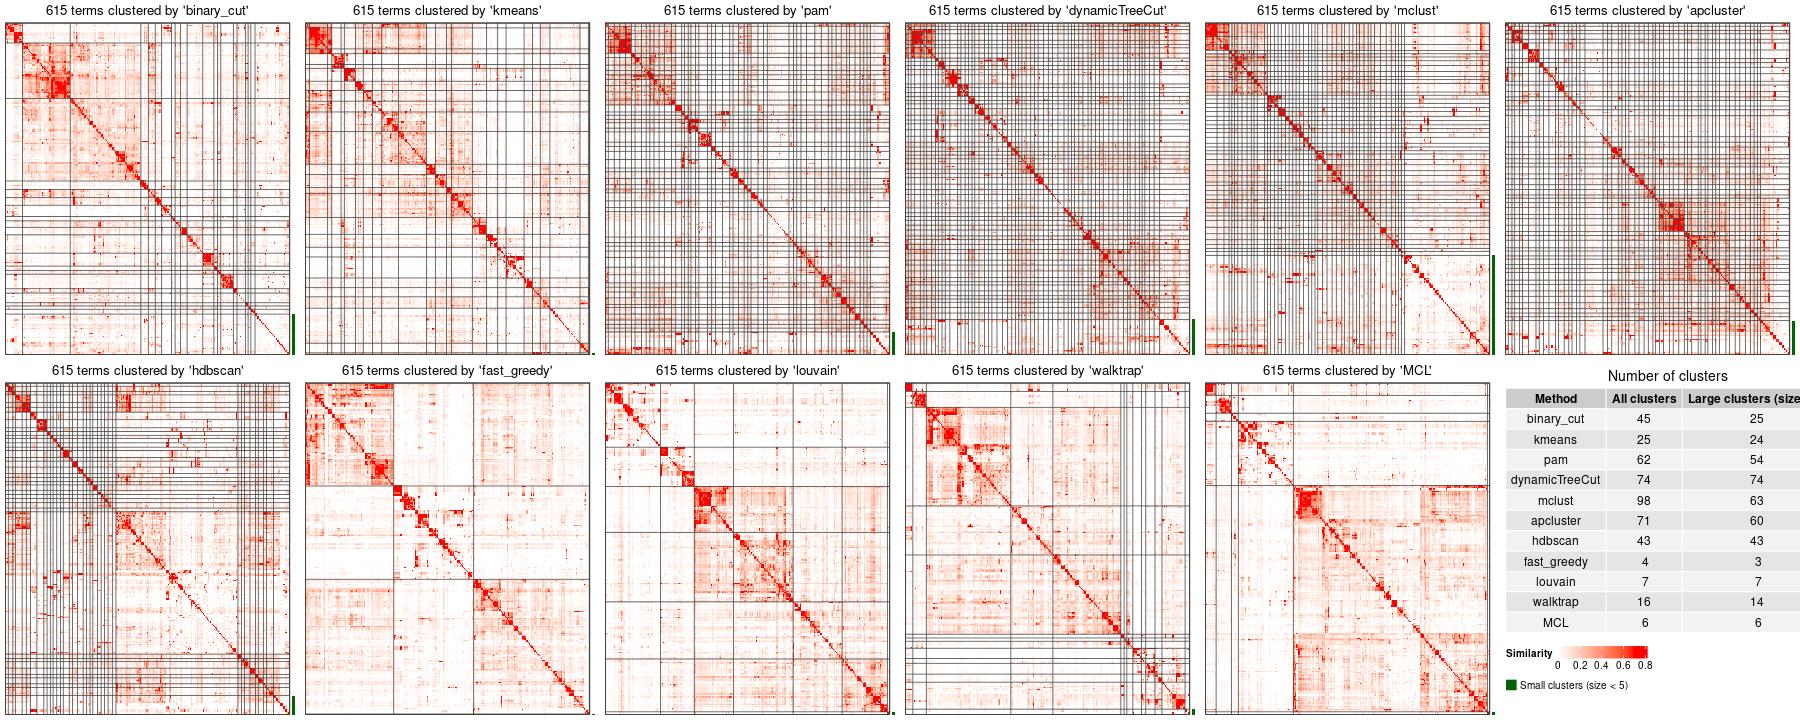 615 terms clustered by 'binary_cut'
615 terms clustered by 'kmeans'
615 terms clustered by 'pam'
615 terms clustered by 'dynamicTreeCut'
615 terms clustered by 'mclust'
615 terms clustered by 'apcluster'
615 terms clustered by 'hdbscan'
615 terms clustered by 'fast_greedy'
615 terms clustered by 'louvain'
615 terms clustered by 'walktrap'
615 terms clustered by 'MCL'
Number of clusters
Method All clusters Large clusters (size
binary_cut 45 25
kmeans 25 24
pam 62 54
dynamicTreeCut 74 74
mclust 98 63
apcluster 71 60
hdbscan 43 43
fast_greedy 4 3
louvain 7 7
walktrap 16 14
MCL 6 6
Similarity
0 0.2 0.4 0.6 0.8
Small clusters (size < 5)